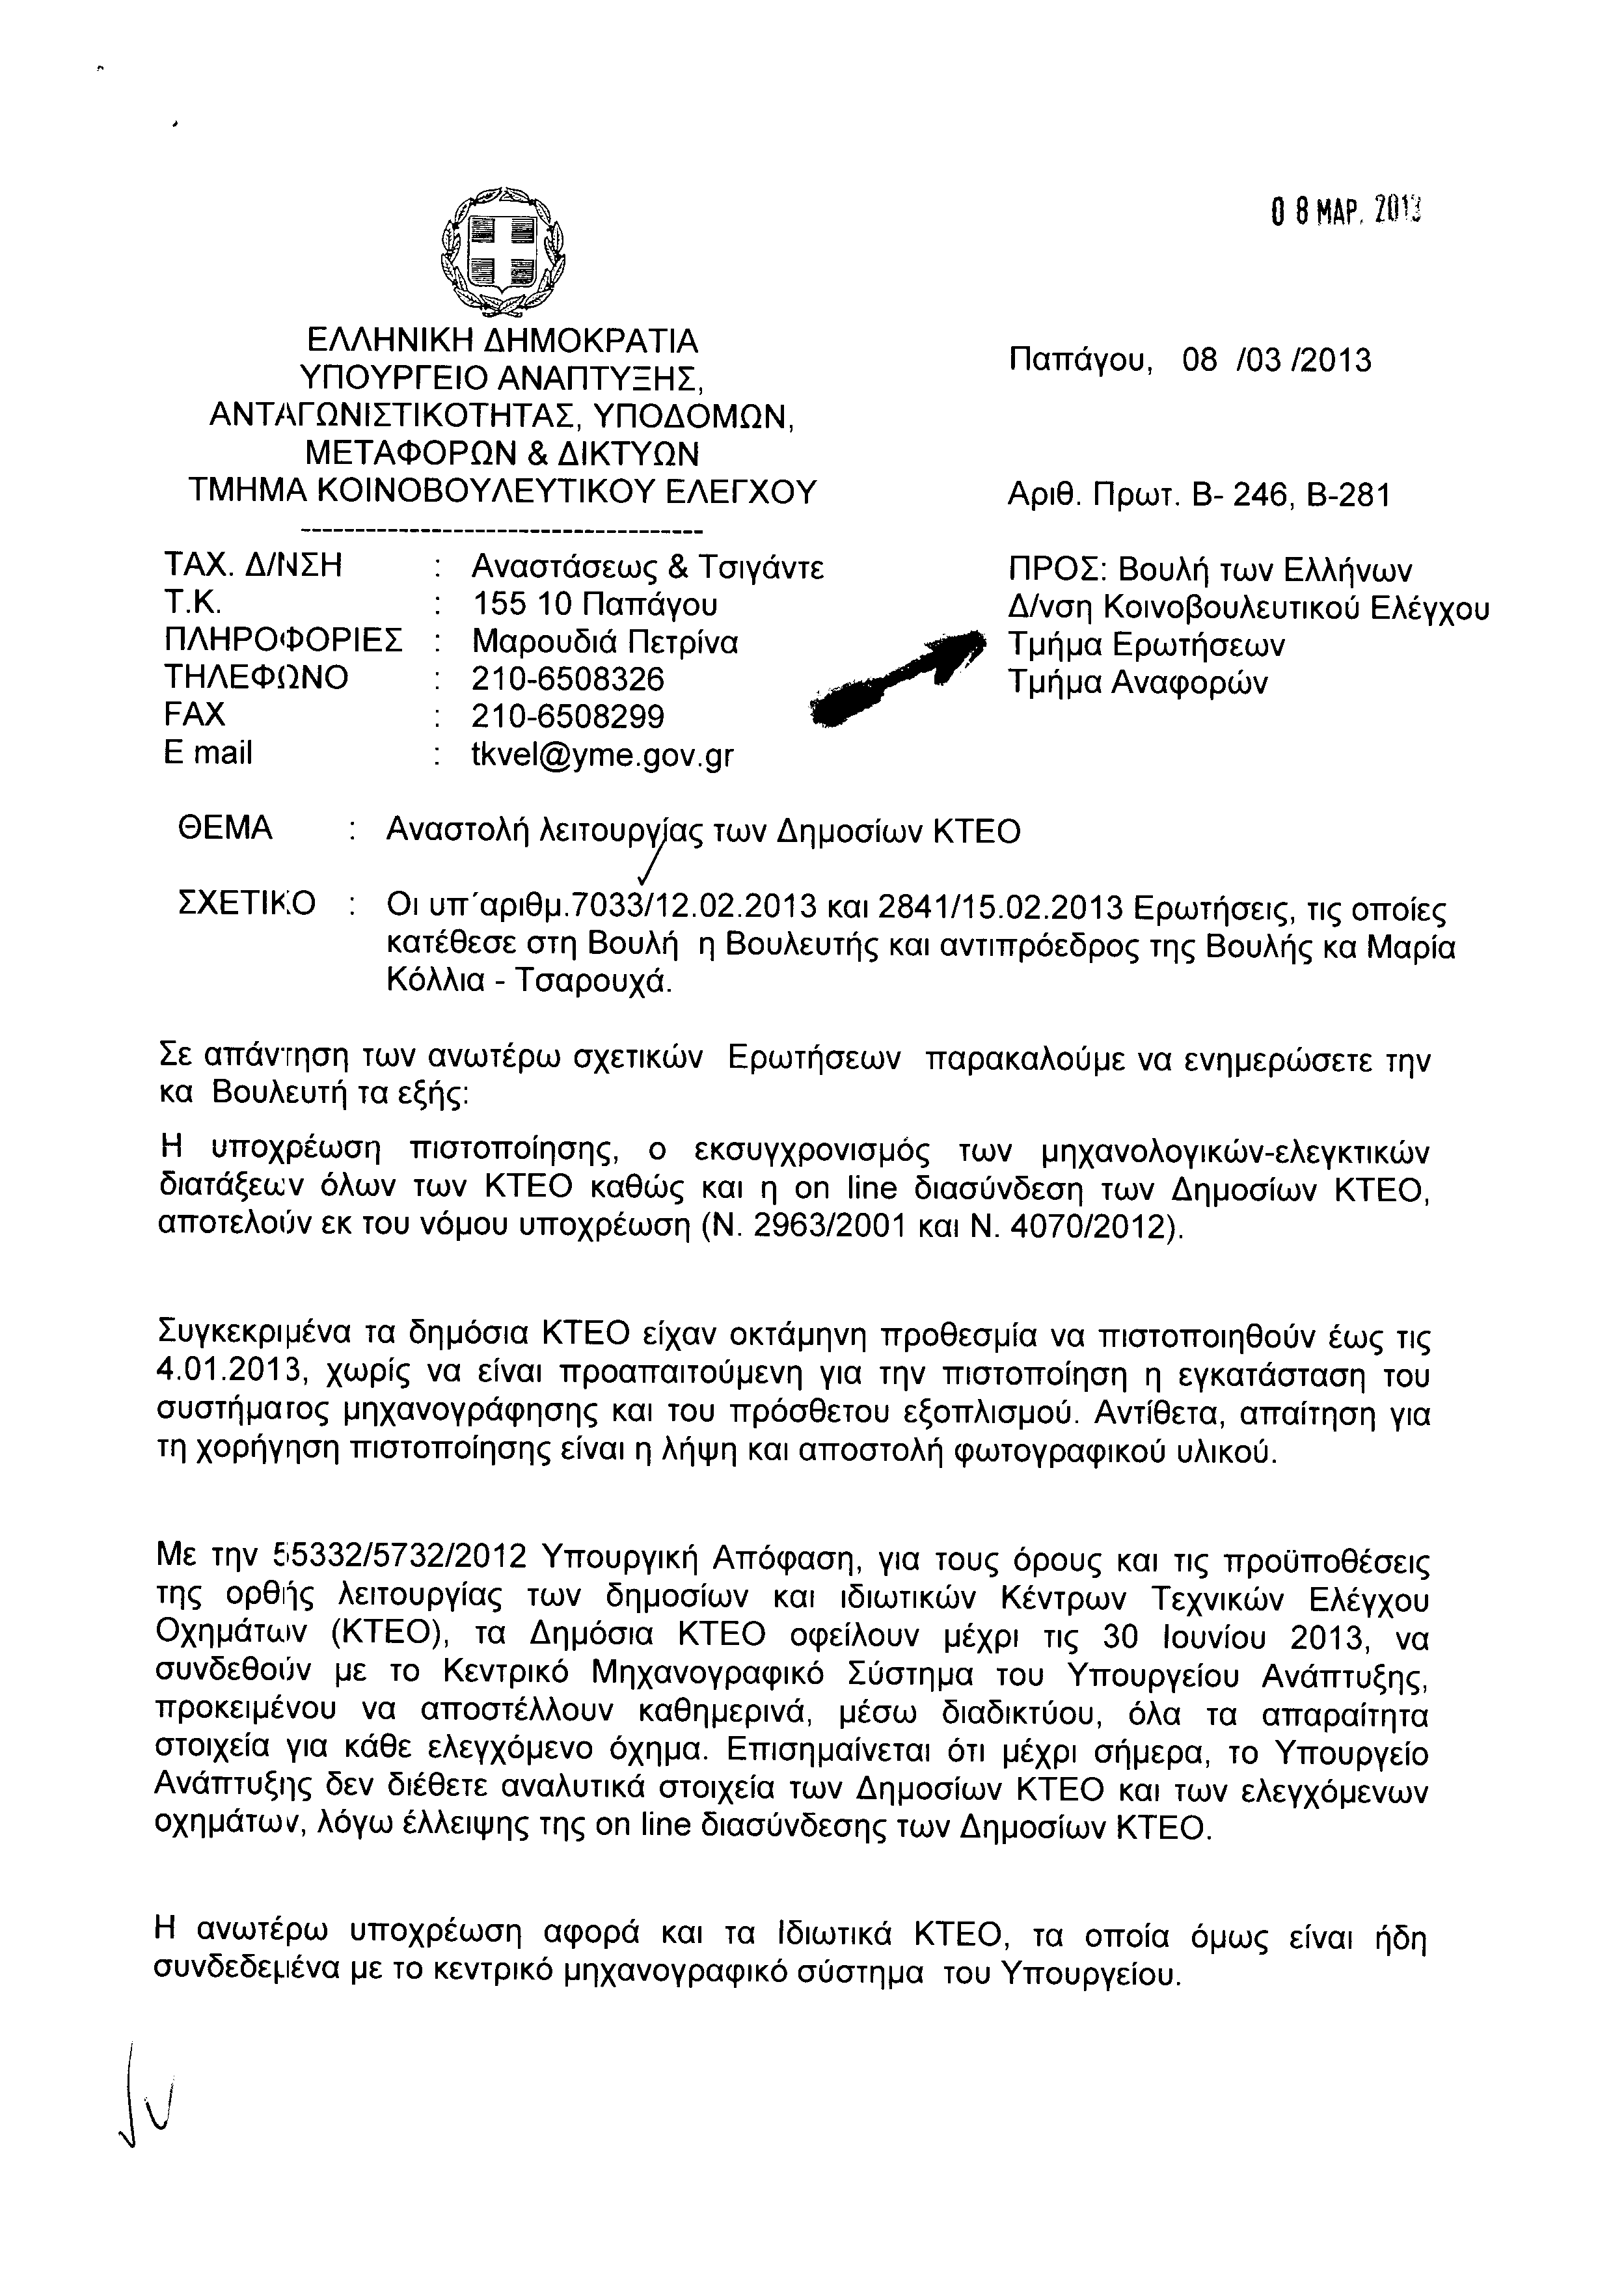 0 8 ΜΑΡ. 2013
ΕΛΛΗΝΙΚΗ ΔΗΜΟΚΡΑΤΙΑ
ΥΠΟΥΡΓΕΙΟ ΑΝΑΠΤΥΞΗΣ,
ΑΝΤΑΓΩΝΙΣΤΙΚΟΤΗΤΑΣ, ΥΠΟΔΟΜΩΝ,
ΜΕΤΑΦΟΡΩΝ & ΔΙΚΤΥΩΝ
ΤΜΗΜΑ ΚΟΙΝΟΒΟΥΛΕΥΤΙΚΟΥ ΕΛΕΓΧΟΥ
-------------------------------------
Παπάγου, 08 /03 /2013
Αριθ. Πρωτ. Β- 246, Β-281
ΤΑΧ. Δ/ΝΣΗ : Αναστάσεως & Τσιγάντε
Τ.Κ. : 155 10 Παπάγου
ΠΛΗΡΟΦΟΡΙΕΣ : Μαρουδιά Πετρίνα
ΤΗΛΕΦΩΝΟ : 210-6508326
FAX : 210-6508299
E mail : tkvel@yme.gov.gr
ΠΡΟΣ: Βουλή των Ελλήνων
Δ/νση Κοινοβουλευτικού Ελέγχου
Τμήμα Ερωτήσεων
Τμήμα Αναφορών
ΘΕΜΑ : Αναστολή λειτουργίας των Δημοσίων ΚΤΕΟ
ΣΧΕΤΙΚΟ : Οι υπ΄αριθμ.7033/12.02.2013 και 2841/15.02.2013 Ερωτήσεις, τις οποίες
κατέθεσε στη Βουλή η Βουλευτής και αντιπρόεδρος της Βουλής κα Μαρία
Κόλλια - Τσαρουχά.
Σε απάντηση των ανωτέρω σχετικών Ερωτήσεων παρακαλούμε να ενημερώσετε την
κα Βουλευτή τα εξής:
Η υποχρέωση πιστοποίησης, ο εκσυγχρονισμός των μηχανολογικών-ελεγκτικών
διατάξεων όλων των ΚΤΕΟ καθώς και η on line διασύνδεση των Δημοσίων ΚΤΕΟ,
αποτελούν εκ του νόμου υποχρέωση (Ν. 2963/2001 και Ν. 4070/2012).
Συγκεκριμένα τα δημόσια ΚΤΕΟ είχαν οκτάμηνη προθεσμία να πιστοποιηθούν έως τις
4.01.2013, χωρίς να είναι προαπαιτούμενη για την πιστοποίηση η εγκατάσταση του
συστήματος μηχανογράφησης και του πρόσθετου εξοπλισμού. Αντίθετα, απαίτηση για
τη χορήγηση πιστοποίησης είναι η λήψη και αποστολή φωτογραφικού υλικού.
Με την 55332/5732/2012 Υπουργική Απόφαση, για τους όρους και τις προϋποθέσεις
της ορθής λειτουργίας των δημοσίων και ιδιωτικών Κέντρων Τεχνικών Ελέγχου
Οχημάτων (ΚΤΕΟ), τα Δημόσια ΚΤΕΟ οφείλουν μέχρι τις 30 Ιουνίου 2013, να
συνδεθούν με το Κεντρικό Μηχανογραφικό Σύστημα του Υπουργείου Ανάπτυξης,
προκειμένου να αποστέλλουν καθημερινά, μέσω διαδικτύου, όλα τα απαραίτητα
στοιχεία για κάθε ελεγχόμενο όχημα. Επισημαίνεται ότι μέχρι σήμερα, το Υπουργείο
Ανάπτυξης δεν διέθετε αναλυτικά στοιχεία των Δημοσίων ΚΤΕΟ και των ελεγχόμενων
οχημάτων, λόγω έλλειψης της on line διασύνδεσης των Δημοσίων ΚΤΕΟ.
Η ανωτέρω υποχρέωση αφορά και τα Ιδιωτικά ΚΤΕΟ, τα οποία όμως είναι ήδη
συνδεδεμένα με το κεντρικό μηχανογραφικό σύστημα του Υπουργείου.